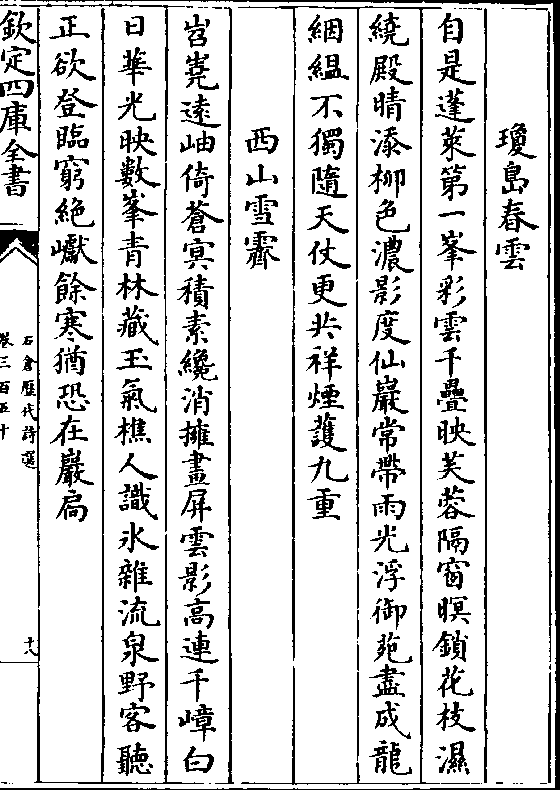 瓊島春雲
自是蓬萊第一峯彩雲千疊映芙蓉隔窗暝鎖花枝濕
繞殿晴添柳色濃影度仙巖常帶雨光浮御苑盡成龍
絪縕不獨隨天仗更共祥煙護九重
西山雪霽
岧嶤遠岫倚蒼冥積素纔消擁畫屏雲影高連千嶂白
日華光映數峯青林藏玉氣樵人識氷雜流泉野客聽
正欲登臨窮絶巘餘寒猶恐在巖扃
欽定四庫全書
石倉歷代詩選
卷三百五十
十八